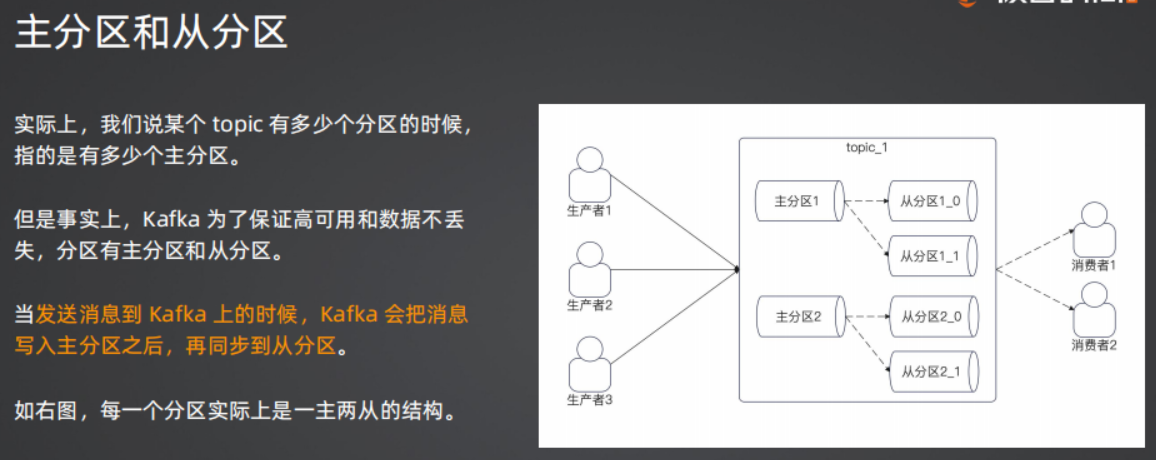 主分区和从分区
实际上，我们说某个 topic 有多少个分区的时候，
指的是有多少个主分区。
但是事实上，Kafka 为了保证高可用和数据不丢
失，分区有主分区和从分区。
当发送消息到 Kafka 上的时候，Kafka 会把消息
写入主分区之后，再同步到从分区。
如右图，每一个分区实际上是一主两从的结构。
topic_1
生产者1
生产者2
生产者3
主分区1
从分区1_0
从分区1_1
主分区2
从分区2_0
从分区2_1
消费者1
消费者2